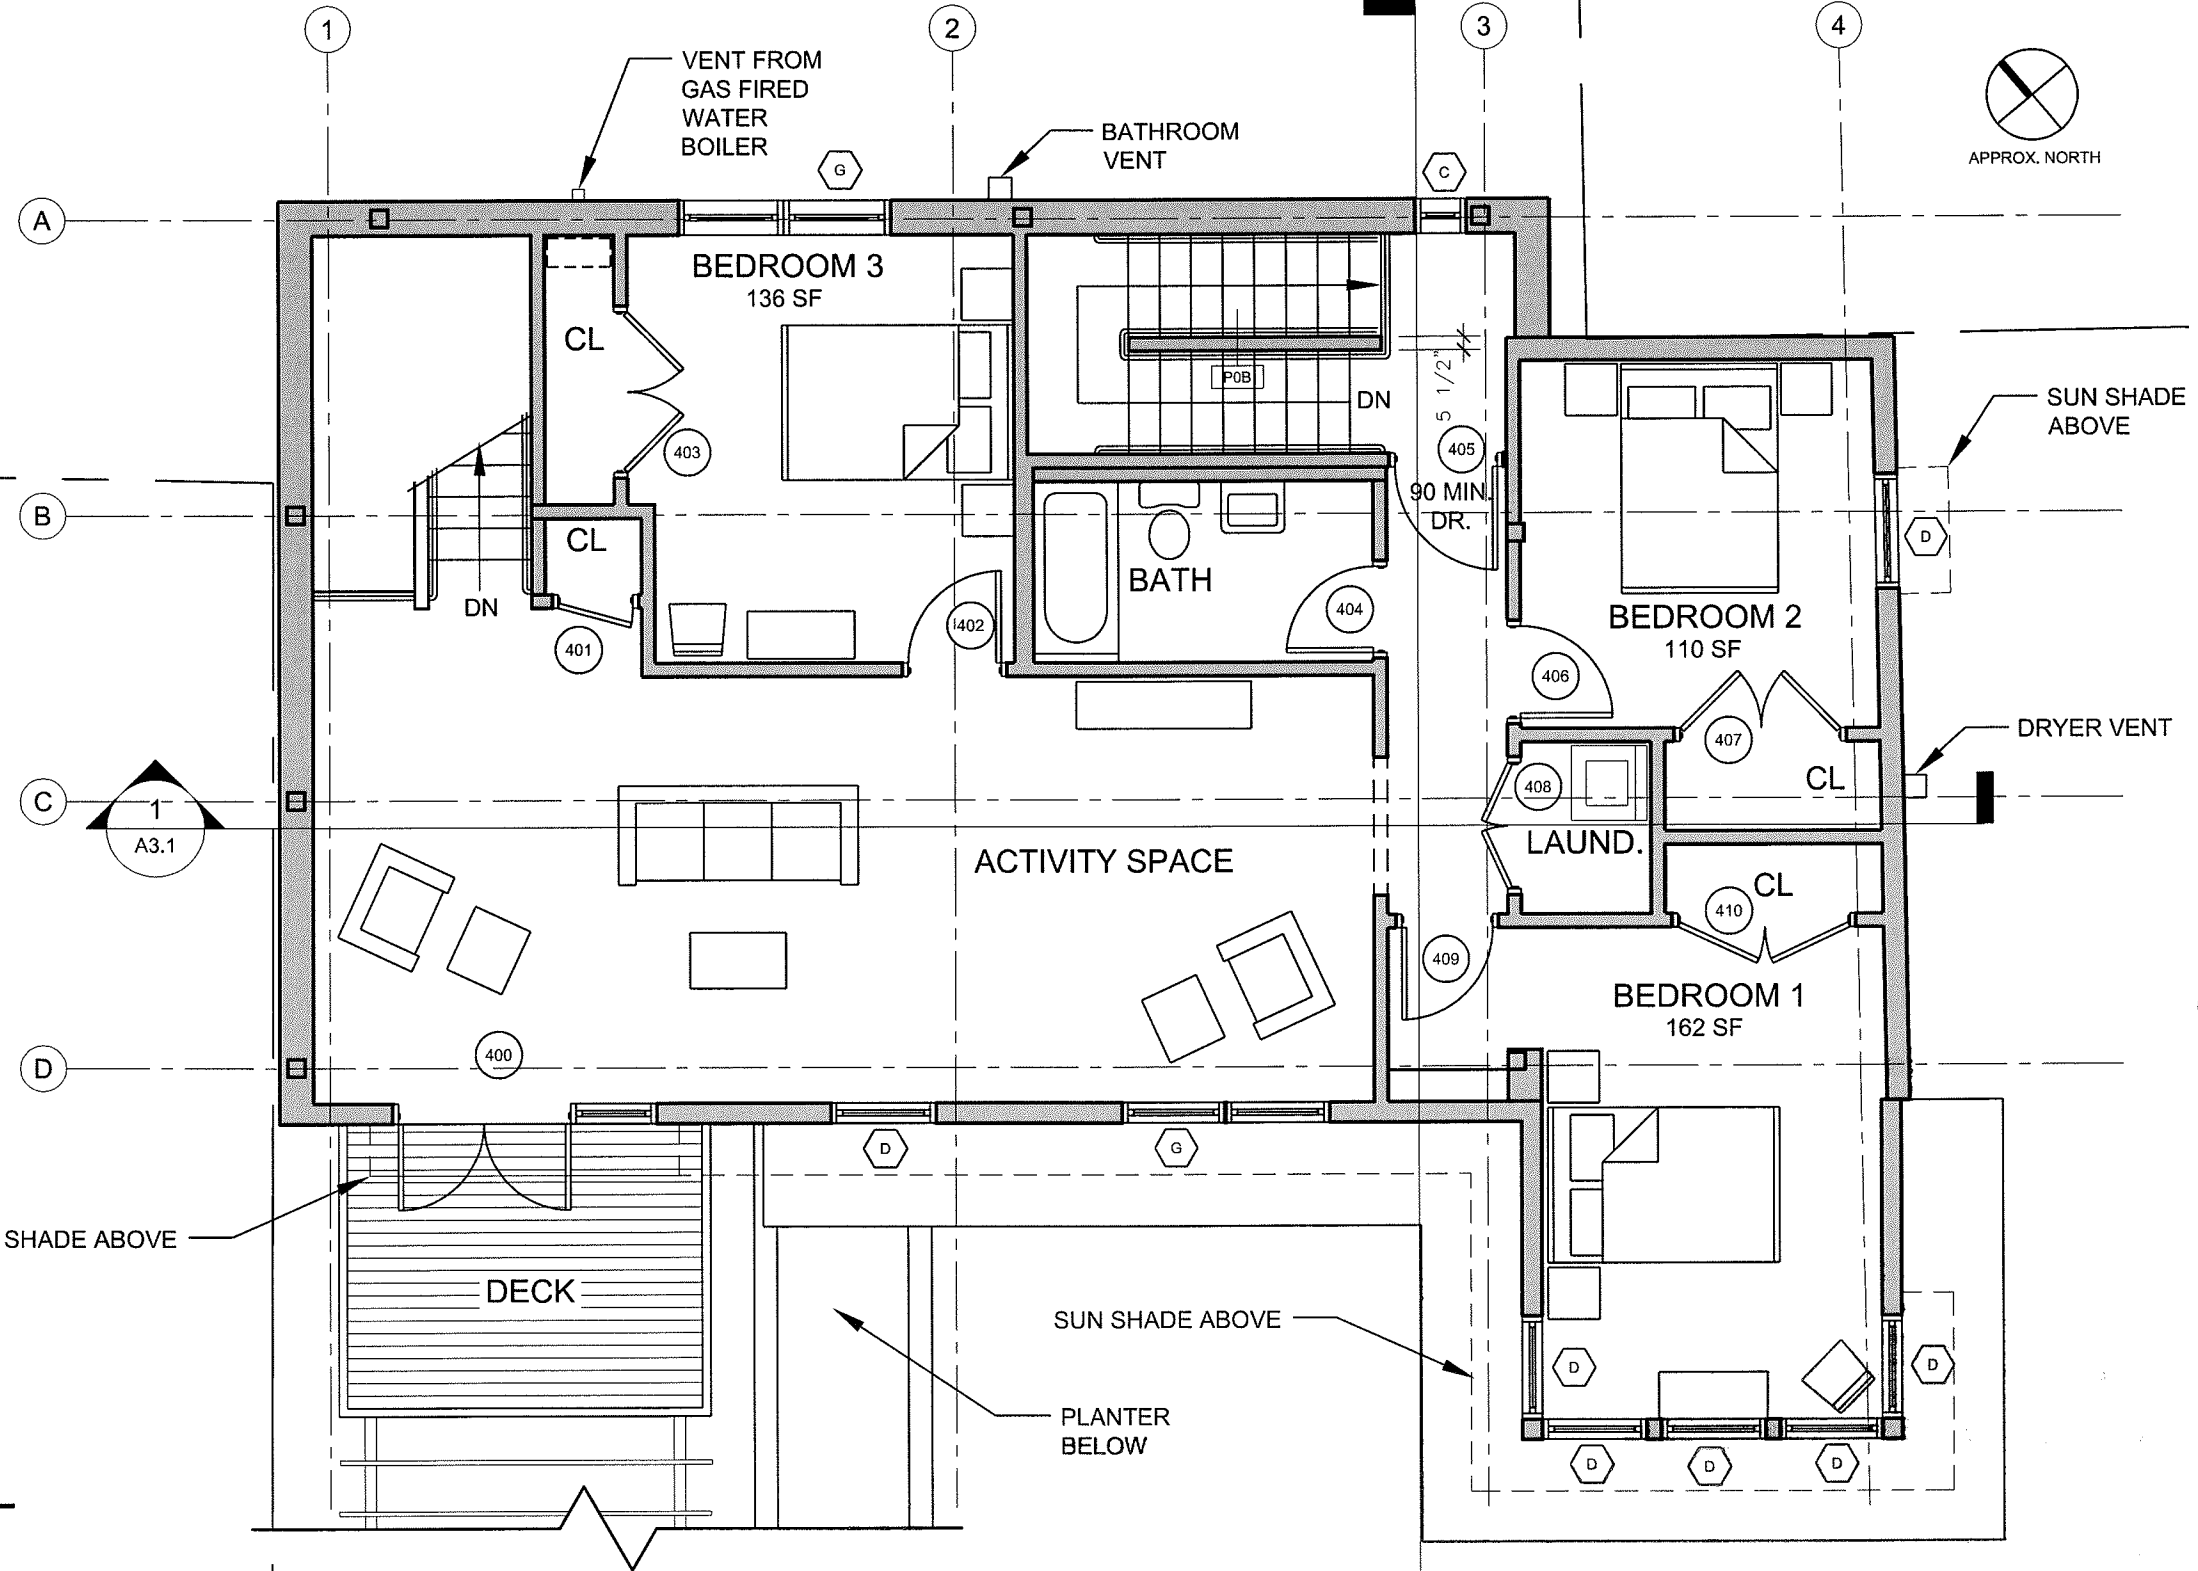 1
2
3
4
VENT FROM
GAS FIRED
WATER
BOILER
BATHROOM
VENT
G
C
APPROX. NORTH
A
BEDROOM 3
136 SF
CL
403
P0B
DN
5 1/2"
405
90 MIN.
DR.
SUN SHADE
ABOVE
B
CL
DN
401
402
BATH
404
D
BEDROOM 2
110 SF
406
407
CL
DRYER VENT
C
1
A3.1
408
LAUND.
ACTIVITY SPACE
CL
410
409
BEDROOM 1
162 SF
D
400
D
G
SHADE ABOVE
DECK
SUN SHADE ABOVE
PLANTER
BELOW
D
D
D
D
D